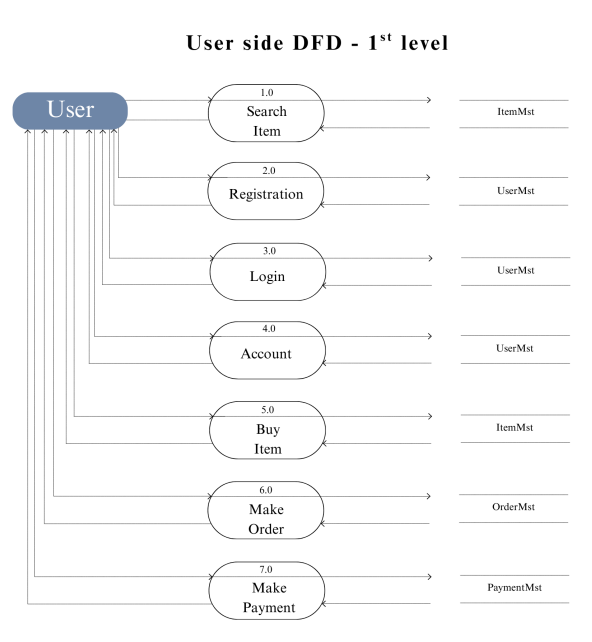 User side DFD - 1st level
User
1.0
Search
Item
ItemMst
2.0
Registration
UserMst
3.0
Login
UserMst
4.0
Account
UserMst
5.0
Buy
Item
ItemMst
6.0
Make
Order
OrderMst
7.0
Make
Payment
PaymentMst